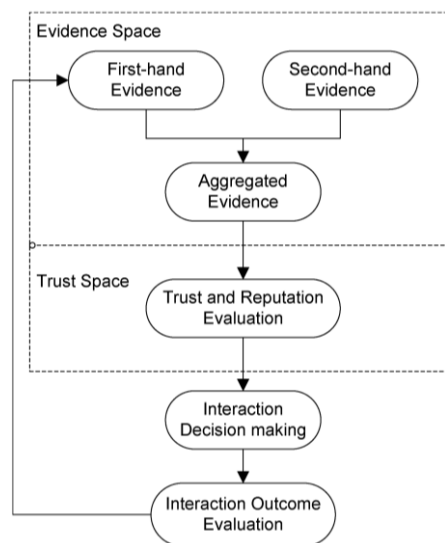 Evidence Space
First-hand
Evidence
Second-hand
Evidence
Aggregated
Evidence
Trust Space
Trust and Reputation
Evaluation
Interaction
Decision making
Interaction Outcome
Evaluation